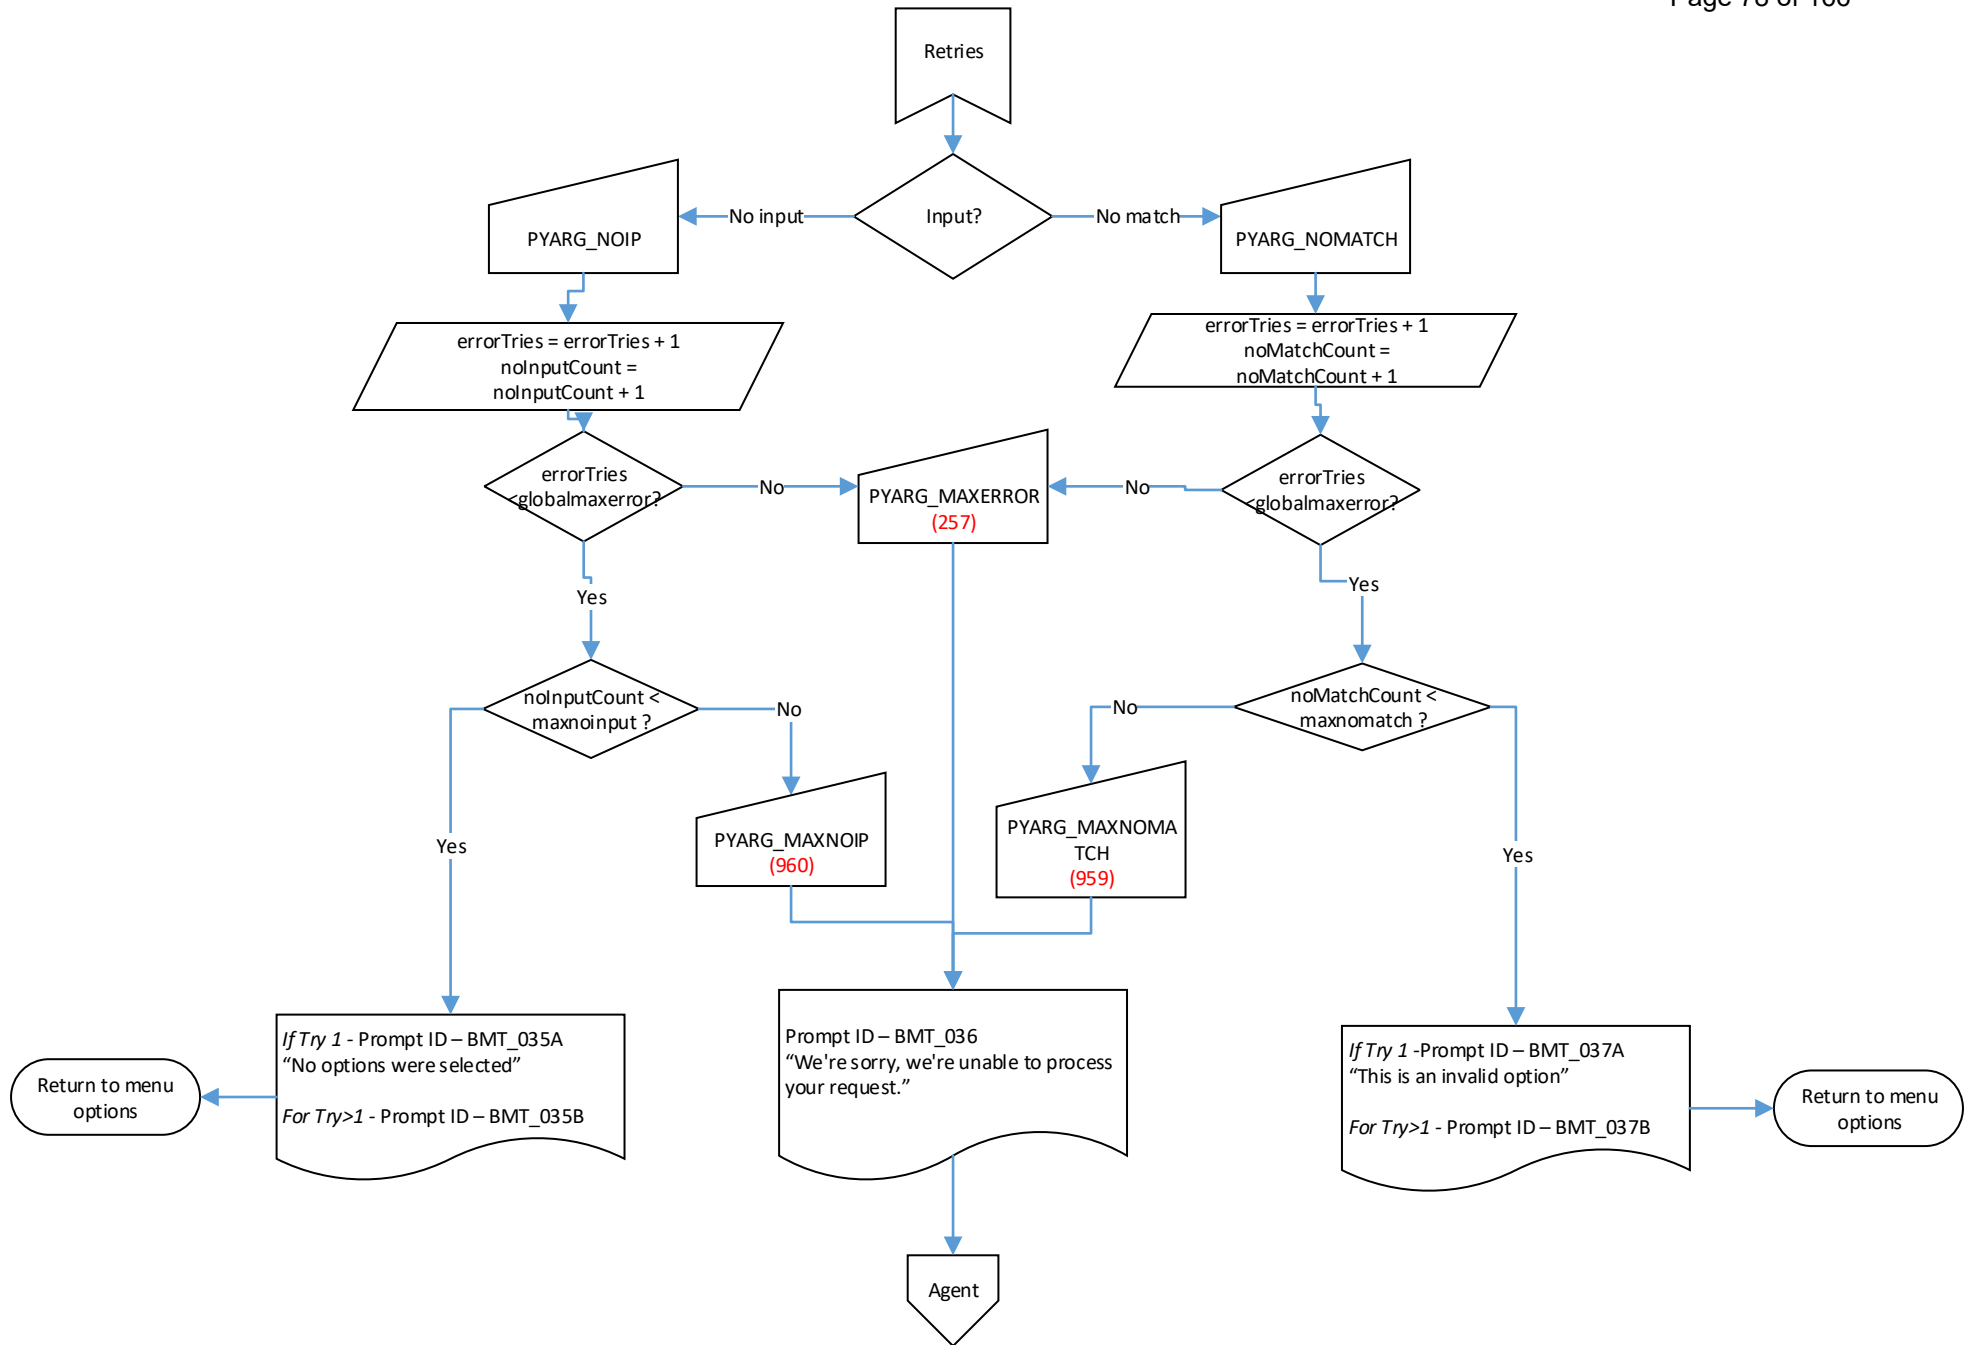 Page 78 of 166
Retries
Input?
No input
No match
PYARG_NOIP
PYARG_NOMATCH
errorTries = errorTries + 1
noInputCount =
noInputCount + 1
errorTries = errorTries + 1
noMatchCount =
noMatchCount + 1
errorTries
<globalmaxerror?
No
PYARG_MAXERROR
(257)
No
errorTries
<globalmaxerror?
Yes
Yes
noInputCount <
maxnoinput ?
No
No
noMatchCount <
maxnomatch ?
PYARG_MAXNOIP
(960)
PYARG_MAXNOMA
TCH
(959)
Yes
Yes
If Try 1 - Prompt ID – BMT_035A
“No options were selected”
For Try>1 - Prompt ID – BMT_035B
Return to menu
options
Prompt ID – BMT_036
“We're sorry, we're unable to process
your request.”
If Try 1 -Prompt ID – BMT_037A
“This is an invalid option”
For Try>1 - Prompt ID – BMT_037B
Return to menu
options
Agent